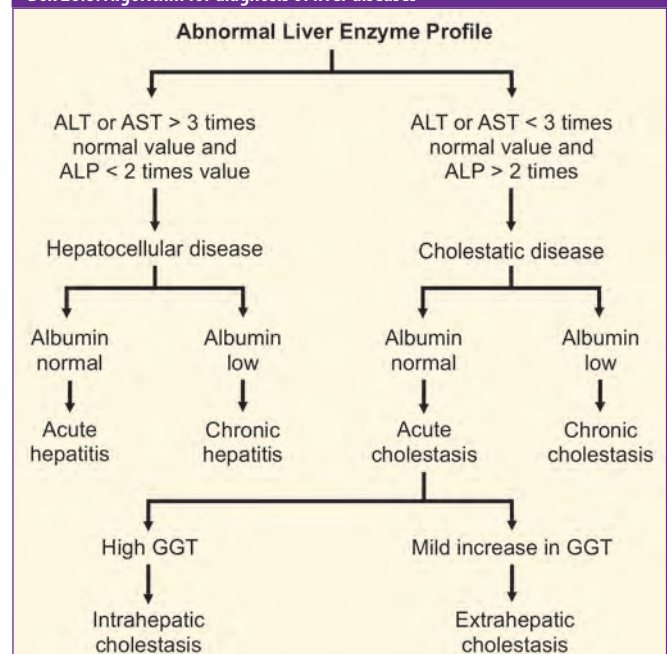 Abnormal Liver Enzyme Profile
ALT or AST > 3 times
normal value and
ALP < 2 times value
ALT or AST < 3 times
normal value and
ALP > 2 times
Hepatocellular disease
Cholestatic disease
Albumin
normal
Albumin
low
Albumin
normal
Albumin
low
Acute
hepatitis
Chronic
hepatitis
Acute
cholestasis
Chronic
cholestasis
High GGT
Mild increase in GGT
Intrahepatic
cholestasis
Extrahepatic
cholestasis